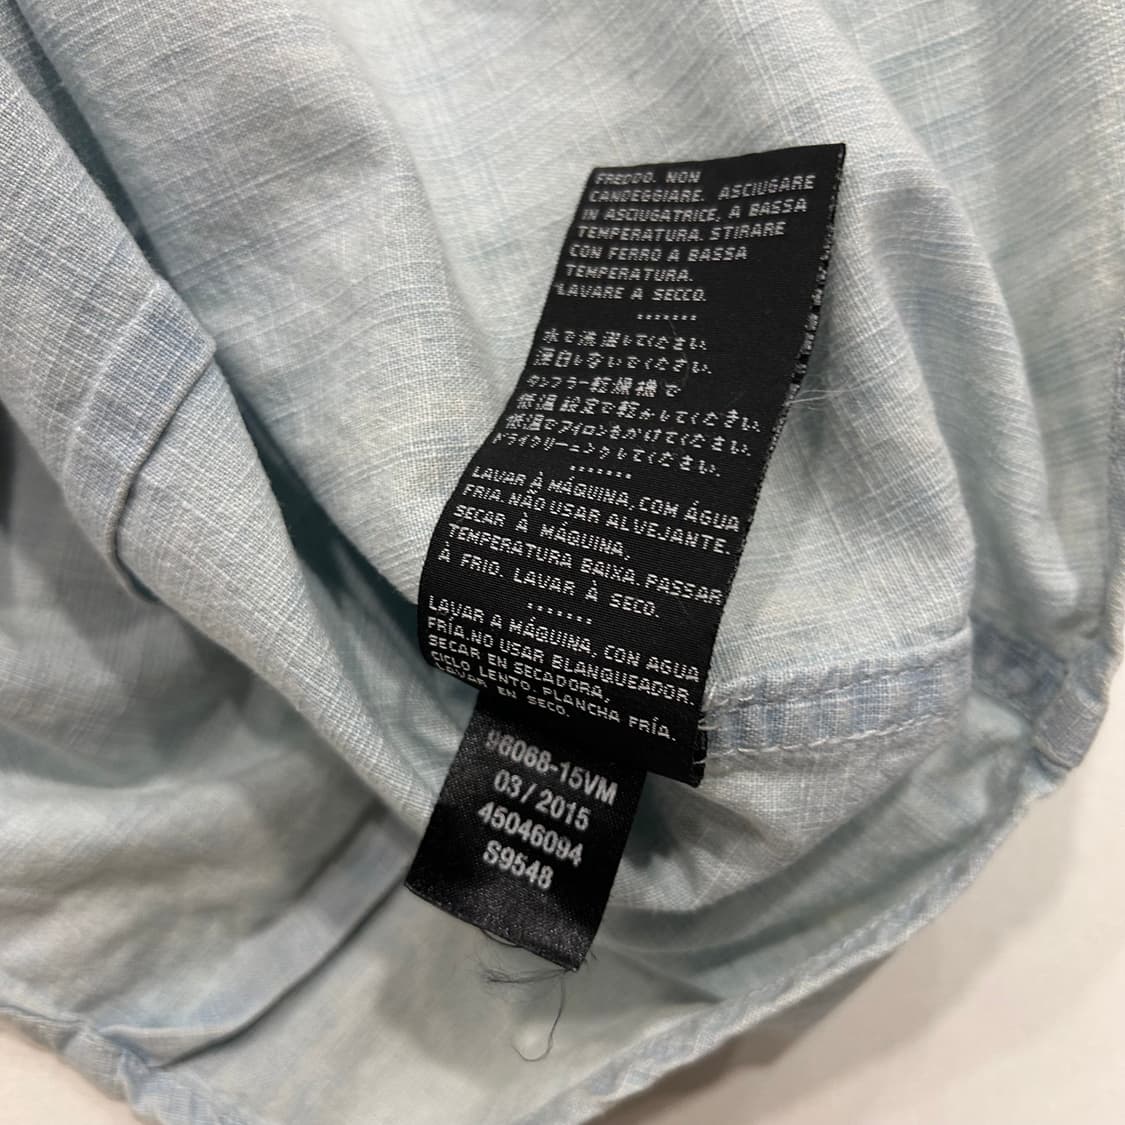 FREDDO. NON
CANDEGGIARE. ASCIUGARE
IN ASCIUGATRICE, A BASSA
TEMPERATURA. STIRARE
CON FERRO A BASSA
TEMPERATURA.
LAVARE A SECCO.
•••••••
水で洗濯してください.
漂白しないでください.
タンブラー乾燥機で
低温設定で乾かしてください.
低温でアイロンをかけてください.
ドライクリーニングしてください.
•••••••
LAVAR À MÁQUINA, COM ÁGUA
FRIA. NÃO USAR ALVEJANTE.
SECAR À MÁQUINA,
TEMPERATURA BAIXA. PASSAR
À FRIO. LAVAR À SECO.
•••••••
LAVAR A MÁQUINA, CON AGUA
FRÍA. NO USAR BLANQUEADOR.
SECAR EN SECADORA,
CICLO LENTO. PLANCHA FRÍA.
LAVAR EN SECO.
96068-15VM
03/2015
45046094
S9548